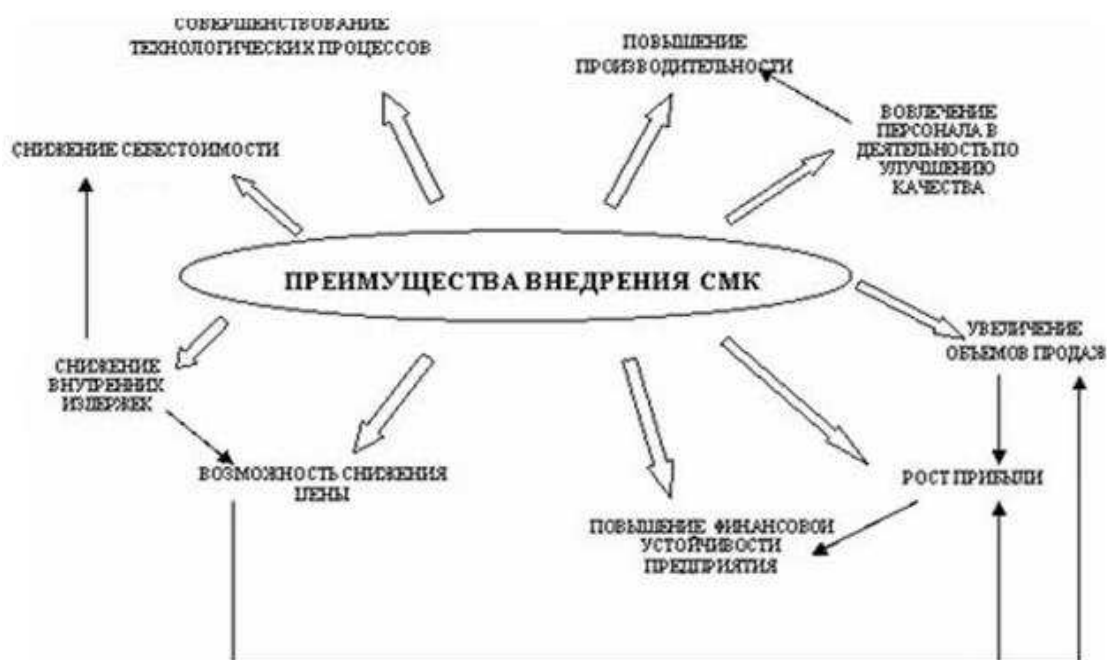 СОВЕРШЕНСТВОВАНИЕ
ТЕХНОЛОГИЧЕСКИХ ПРОЦЕССОВ
ПОВЫШЕНИЕ
ПРОИЗВОДИТЕЛЬНОСТИ
ВОВЛЕЧЕНИЕ
ПЕРСОНАЛА В
ДЕЯТЕЛЬНОСТЬ ПО
УЛУЧШЕНИЮ
КАЧЕСТВА
СНИЖЕНИЕ СЕБЕСТОИМОСТИ
ПРЕИМУЩЕСТВА ВНЕДРЕНИЯ СМК
УВЕЛИЧЕНИЕ
ОБЪЕМОВ ПРОДАЖ
СНИЖЕНИЕ
ВНУТРЕННИХ
ИЗДЕРЖЕК
ВОЗМОЖНОСТЬ СНИЖЕНИЯ
ЦЕНЫ
РОСТ ПРИБЫЛИ
ПОВЫШЕНИЕ ФИНАНСОВОЙ
УСТОЙЧИВОСТИ
ПРЕДПРИЯТИЯ